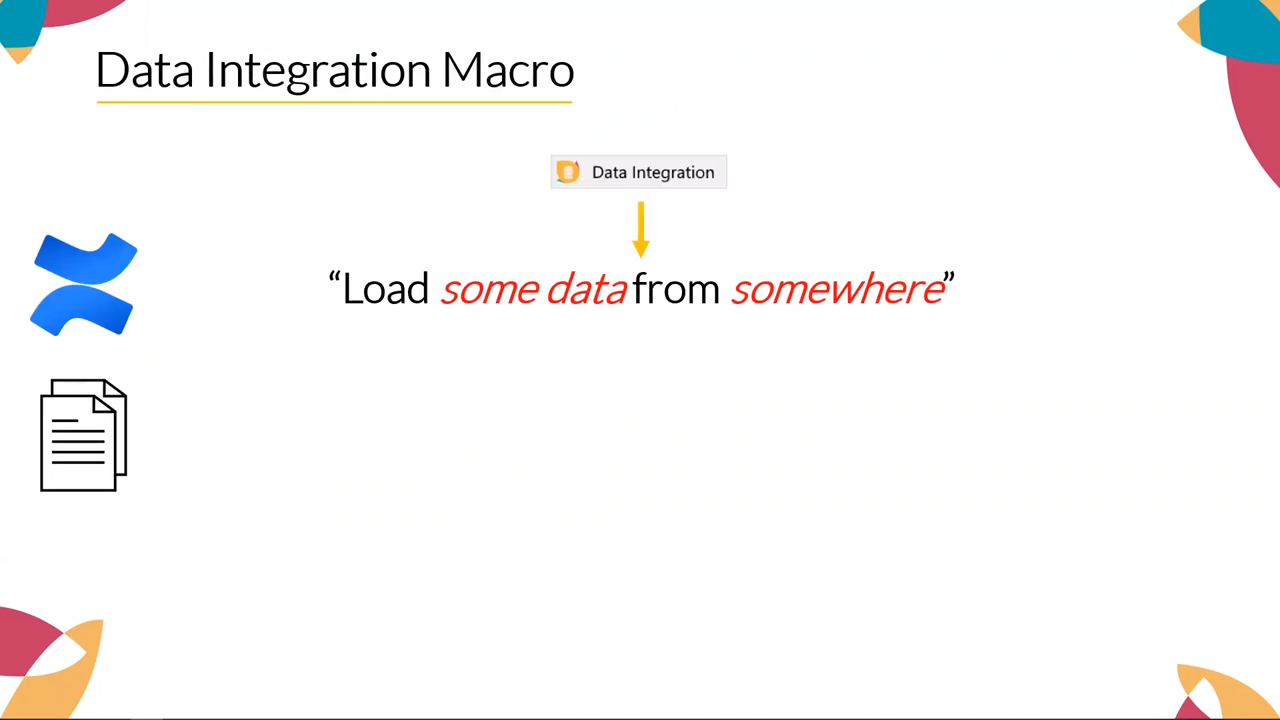 Data Integration Macro
Data Integration
“Load some data from somewhere”